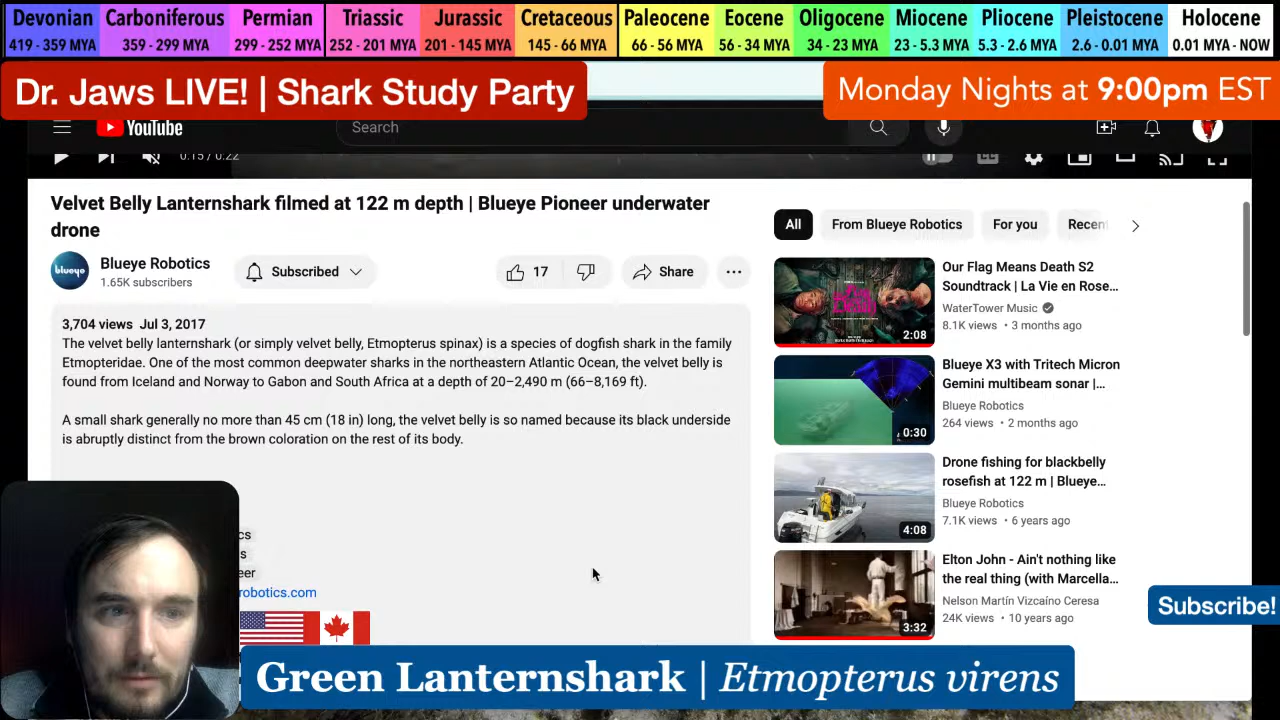 Devonian Carboniferous Permian Triassic Jurassic Cretaceous Paleocene Eocene Oligocene Miocene Pliocene Pleistocene Holocene
419 - 359 MYA 359 - 299 MYA 299 - 252 MYA 252 - 201 MYA 201 - 145 MYA 145 - 66 MYA 66 - 56 MYA 56 - 34 MYA 34 - 23 MYA 23 - 5.3 MYA 5.3 - 2.6 MYA 2.6 - 0.01 MYA 0.01 MYA - NOW
Dr. Jaws LIVE! | Shark Study Party
Monday Nights at 9:00pm EST
YouTube
Search
0:15 / 0:22
Velvet Belly Lanternshark filmed at 122 m depth | Blueye Pioneer underwater
drone
blueye
Blueye Robotics
1.65K subscribers
Subscribed
17
Share
3,704 views Jul 3, 2017
The velvet belly lanternshark (or simply velvet belly, Etmopterus spinax) is a species of dogfish shark in the family
Etmopteridae. One of the most common deepwater sharks in the northeastern Atlantic Ocean, the velvet belly is
found from Iceland and Norway to Gabon and South Africa at a depth of 20–2,490 m (66–8,169 ft).
A small shark generally no more than 45 cm (18 in) long, the velvet belly is so named because its black underside
is abruptly distinct from the brown coloration on the rest of its body.
cs
s
eer
robotics.com
All From Blueye Robotics For you Recen
Our Flag Means Death S2
Soundtrack | La Vie en Rose...
WaterTower Music
8.1K views • 3 months ago
2:08
Blueye X3 with Tritech Micron
Gemini multibeam sonar |...
Blueye Robotics
264 views • 2 months ago
0:30
Drone fishing for blackbelly
rosefish at 122 m | Blueye...
Blueye Robotics
7.1K views • 6 years ago
4:08
Elton John - Ain't nothing like
the real thing (with Marcella...
Nelson Martín Vizcaíno Ceresa
24K views • 10 years ago
3:32
Subscribe!
Green Lanternshark | Etmopterus virens